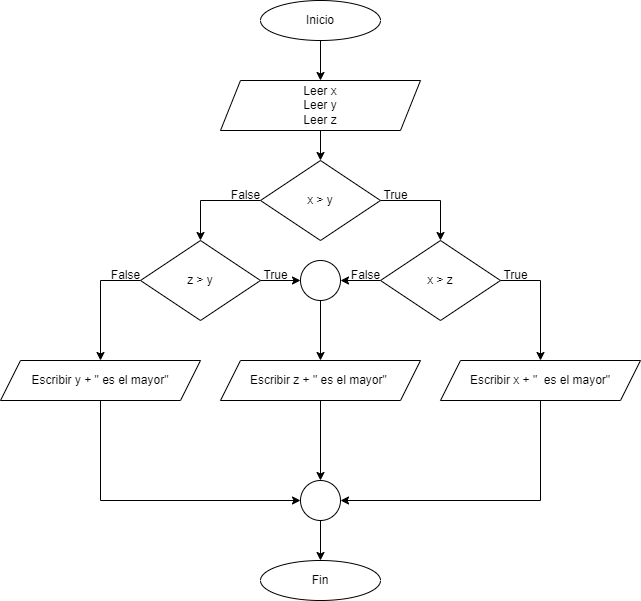 Inicio
Leer x
Leer y
Leer z
False
x > y
True
False
z > y
True
False
x > z
True
Escribir y + " es el mayor"
Escribir z + " es el mayor"
Escribir x + "  es el mayor"
Fin